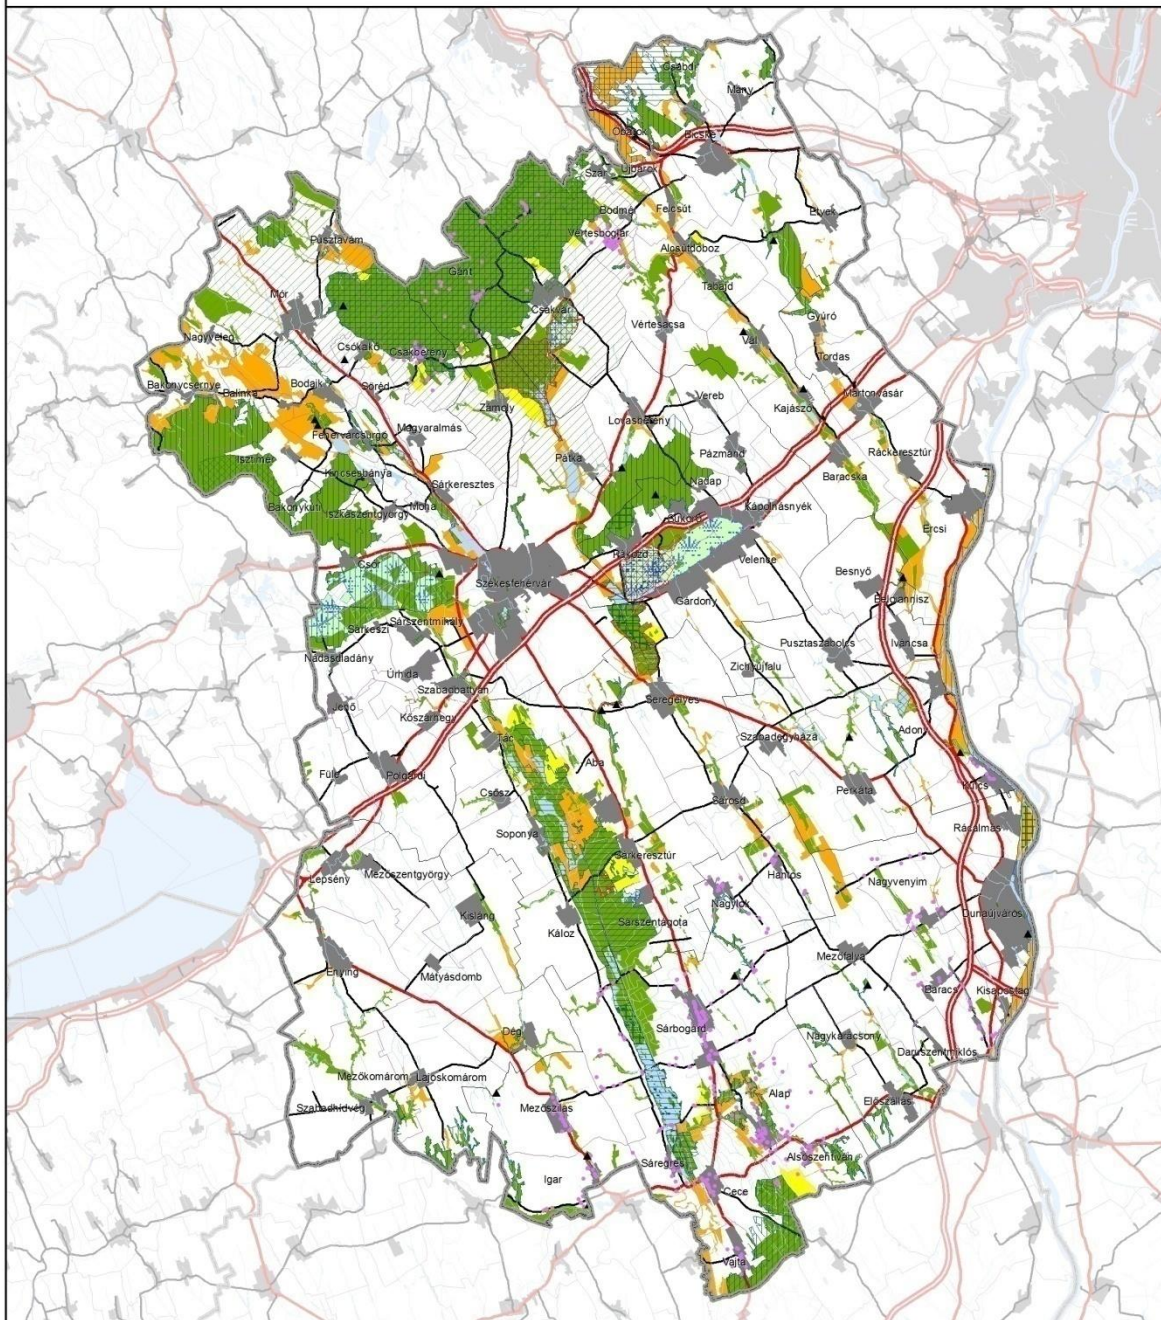 Csabdi
Mány
Óbarok
Bicske
Újbarok
Szár
Bodmér
Felcsút
Etyek
Vértesboglár
Pusztavám
Alcsútdoboz
Gánt
Tabajd
Mór
Csákvár
Gyúró
Vértesacsa
Vál
Nagyveleg
Csókakő
Csákberény
Tordas
Bakonycsernye
Balinka
Bodajk
Söréd
Martonvásár
Vereb
Zámoly
Kajászó
Lovasberény
Fehérvárcsurgó
Magyaralmás
Isztimér
Pátka
Pázmánd
Ráckeresztúr
Kincsesbánya
Baracska
Nadap
Sárkeresztes
Bakonykúti
Iszkaszentgyörgy
Moha
Kápolnásnyék
Sukoró
Ercsi
Pákozd
Csór
Velence
Székesfehérvár
Besnyő
Gárdony
Beloiannisz
Sárszentmihály
Sárkeszi
Iváncsa
Pusztaszabolcs
Nádasdladány
Úrhida
Zichyújfalu
Szabadbattyán
Jenő
Seregélyes
Kőszárhegy
Adony
Szabadegyháza
Tác
Aba
Füle
Polgárdi
Kulcs
Perkáta
Csősz
Sárosd
Rácalmás
Soponya
Sárkeresztúr
Mezőszentgyörgy
Hantos
Lepsény
Nagyvenyim
Nagylók
Dunaújváros
Kisláng
Sárszentágota
Káloz
Mezőfalva
Enying
Mátyásdomb
Baracs
Kisapostag
Sárbogárd
Dég
Nagykarácsony
Daruszentmiklós
Mezőkomárom
Lajoskomárom
Alap
Előszállás
Szabadhídvég
Mezőszilas
Alsószentiván
Sáregres
Igar
Cece
Vajta